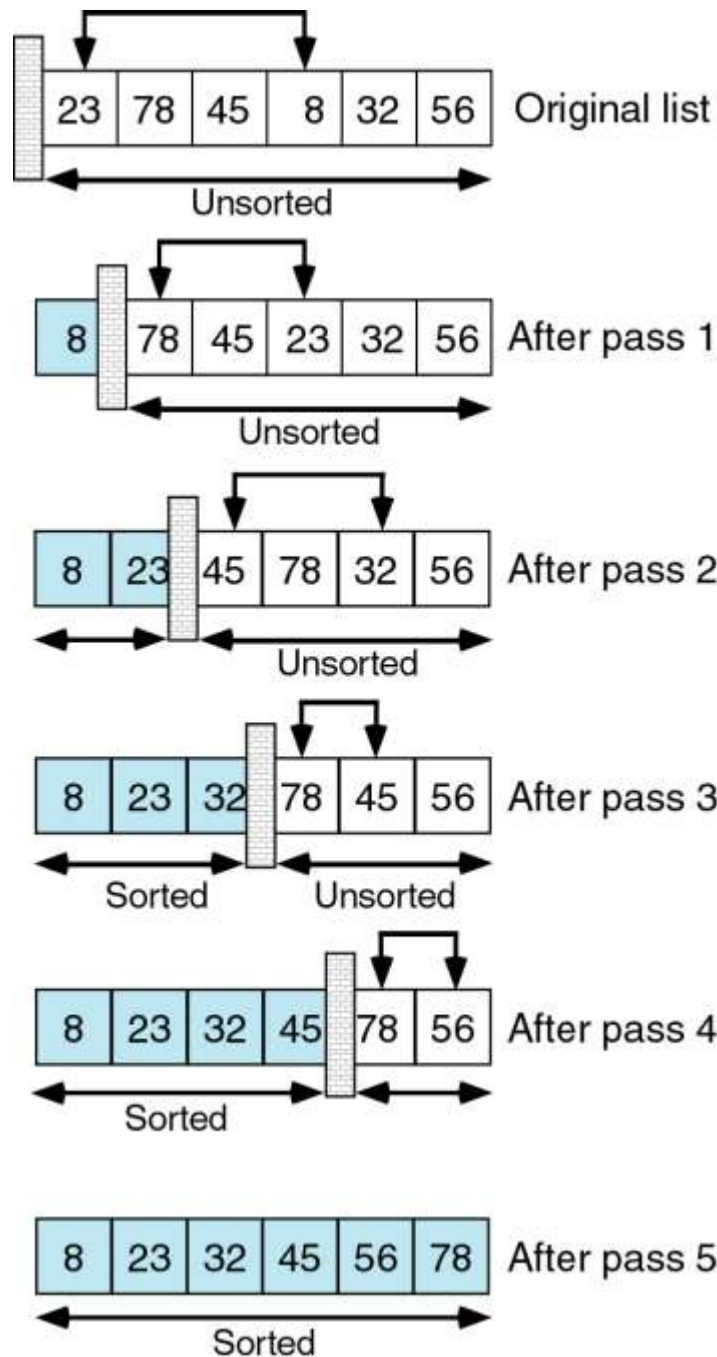 23 78 45 8 32 56 Original list
Unsorted
8 78 45 23 32 56 After pass 1
Unsorted
8 23 45 78 32 56 After pass 2
Unsorted
8 23 32 78 45 56 After pass 3
Sorted Unsorted
8 23 32 45 78 56 After pass 4
Sorted
8 23 32 45 56 78 After pass 5
Sorted